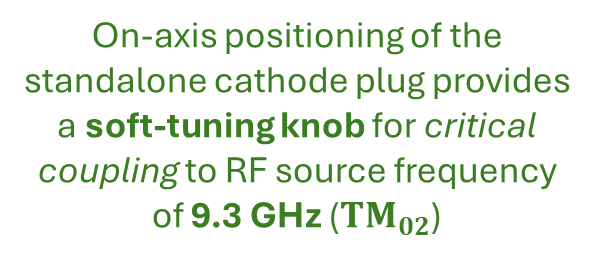 On-axis positioning of the
standalone cathode plug provides
a soft-tuning knob for critical
coupling to RF source frequency
of 9.3 GHz (TM₀₂)